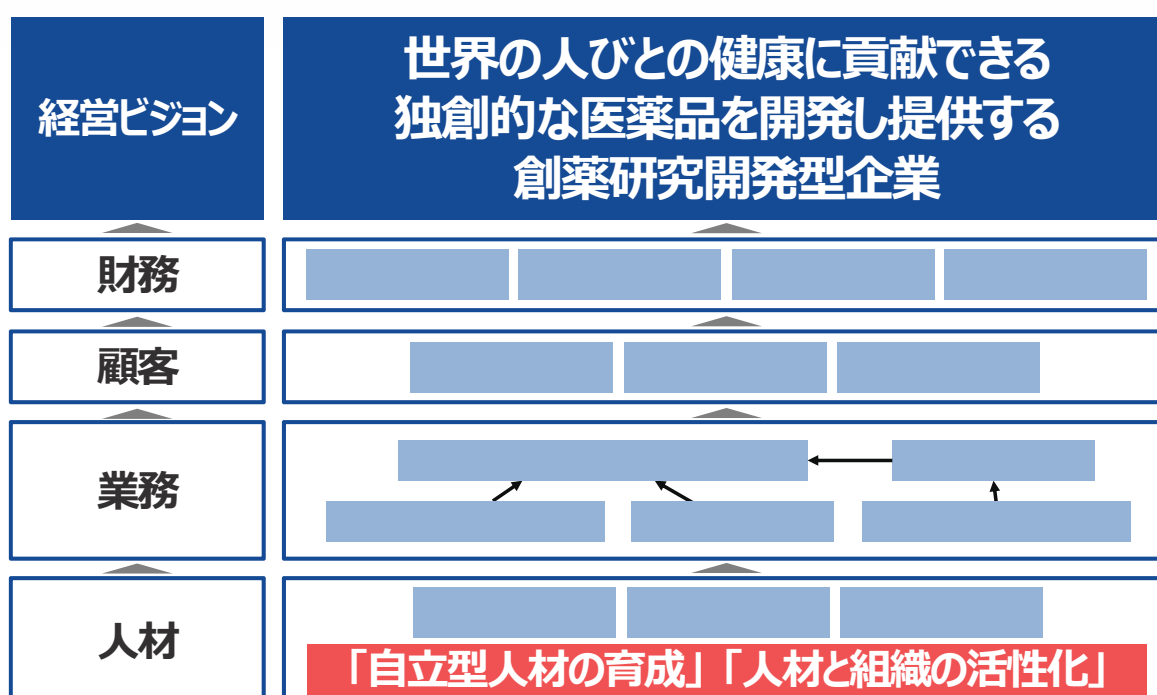 経営ビジョン
世界の人びとの健康に貢献できる
独創的な医薬品を開発し提供する
創薬研究開発型企業
財務
顧客
業務
人材
「自立型人材の育成」「人材と組織の活性化」